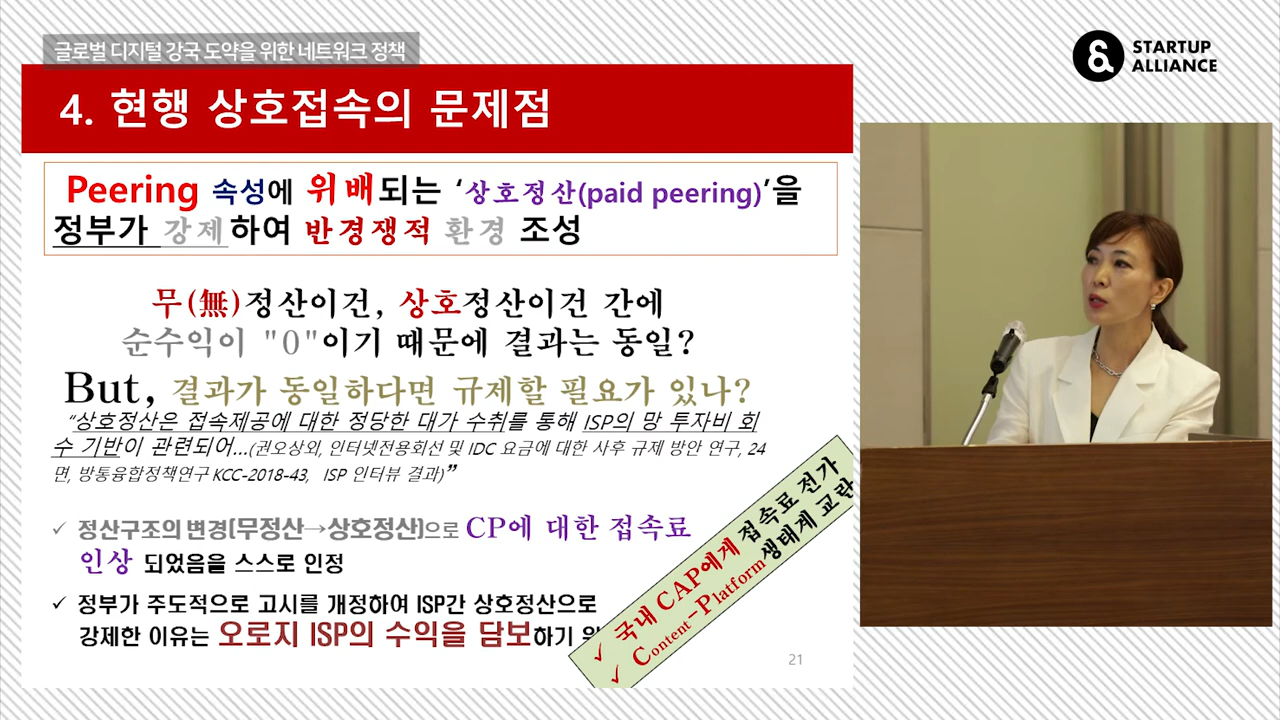 글로벌 디지털 강국 도약을 위한 네트워크 정책
STARTUP
ALLIANCE
4. 현행 상호접속의 문제점
Peering 속성에 위배되는 ‘상호정산(paid peering)’을
정부가 강제하여 반경쟁적 환경 조성
무(無)정산이건, 상호정산이건 간에
순수익이 "0"이기 때문에 결과는 동일?
But, 결과가 동일하다면 규제할 필요가 있나?
“상호정산은 접속제공에 대한 정당한 대가 수취를 통해 ISP의 망 투자비 회
수 기반이 관련되어...(권오상외, 인터넷전용회선 및 IDC 요금에 대한 사후 규제 방안 연구, 24
면, 방통융합정책연구 KCC-2018-43, ISP 인터뷰 결과)”
✓ 정산구조의 변경(무정산→상호정산)으로 CP에 대한 접속료
인상 되었음을 스스로 인정
✓ 정부가 주도적으로 고시를 개정하여 ISP간 상호정산으로
강제한 이유는 오로지 ISP의 수익을 담보하기
✓ 국내 CAP에게 접속료 전가
✓ Content-Platform 생태계 교란
21